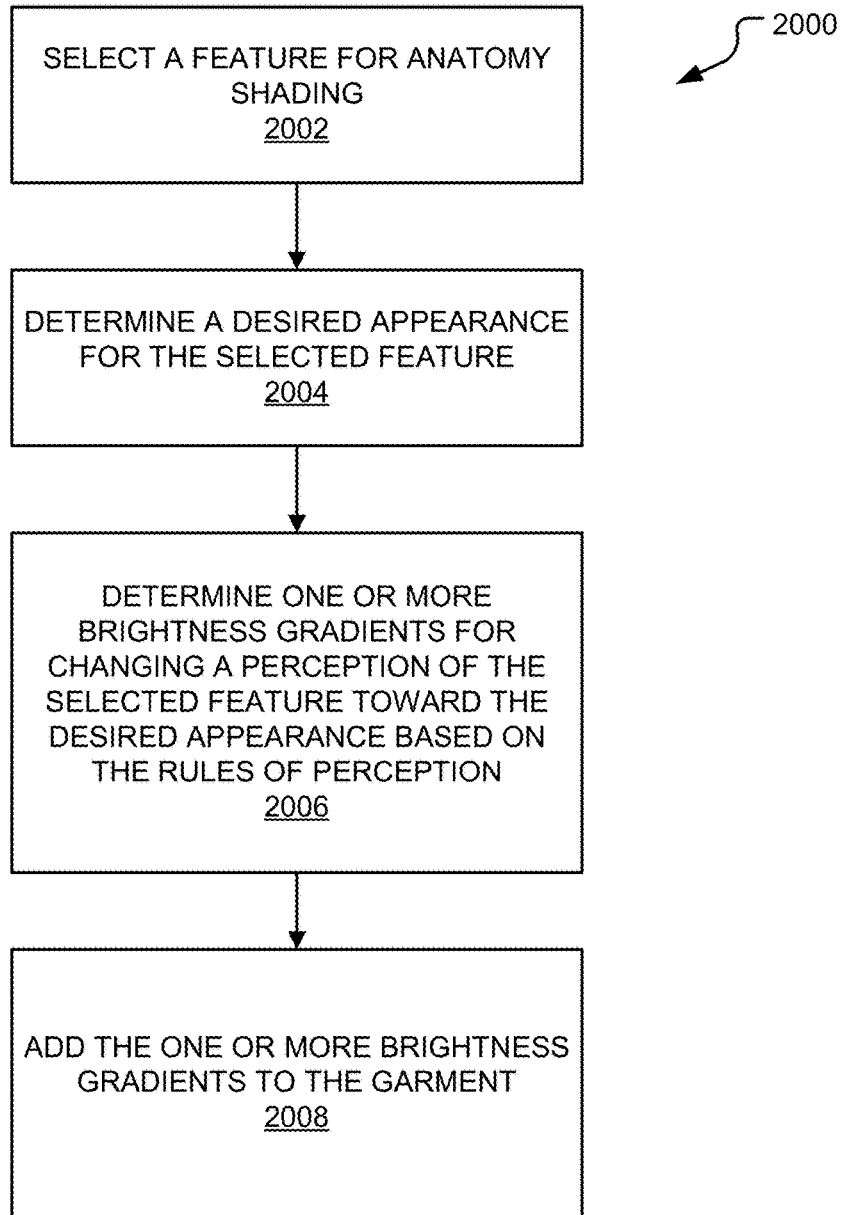 2000
SELECT A FEATURE FOR ANATOMY
SHADING
2002
DETERMINE A DESIRED APPEARANCE
FOR THE SELECTED FEATURE
2004
DETERMINE ONE OR MORE
BRIGHTNESS GRADIENTS FOR
CHANGING A PERCEPTION OF THE
SELECTED FEATURE TOWARD THE
DESIRED APPEARANCE BASED ON
THE RULES OF PERCEPTION
2006
ADD THE ONE OR MORE BRIGHTNESS
GRADIENTS TO THE GARMENT
2008